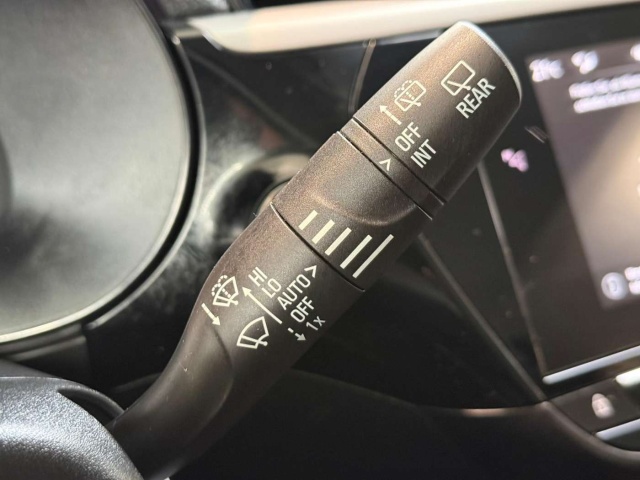 REAR
OFF
INT
HI
LO
AUTO >
OFF
1x